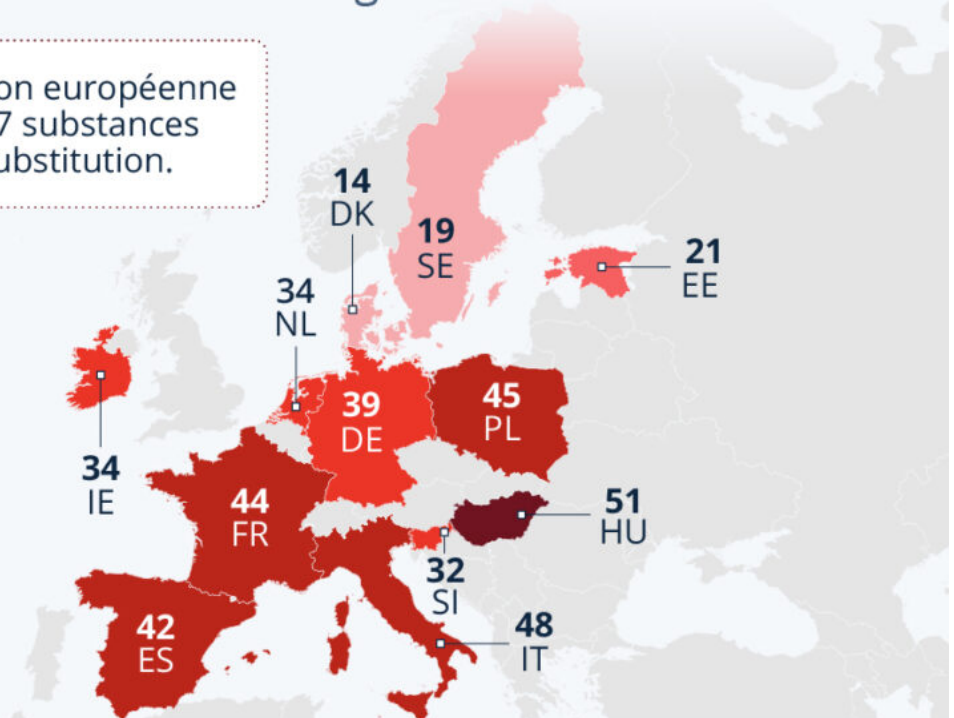 on européenne
7 substances
ubstitution.
14
DK
19
SE
21
EE
34
NL
39
DE
45
PL
34
IE
44
FR
51
HU
32
SI
42
ES
48
IT